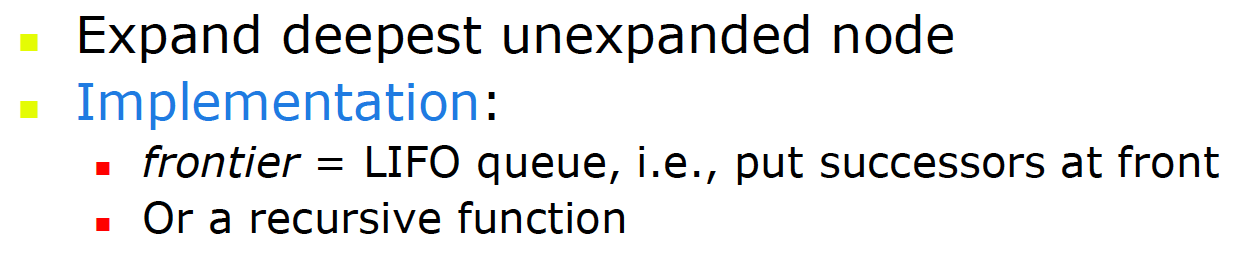 Expand deepest unexpanded node
Implementation:
frontier = LIFO queue, i.e., put successors at front
Or a recursive function